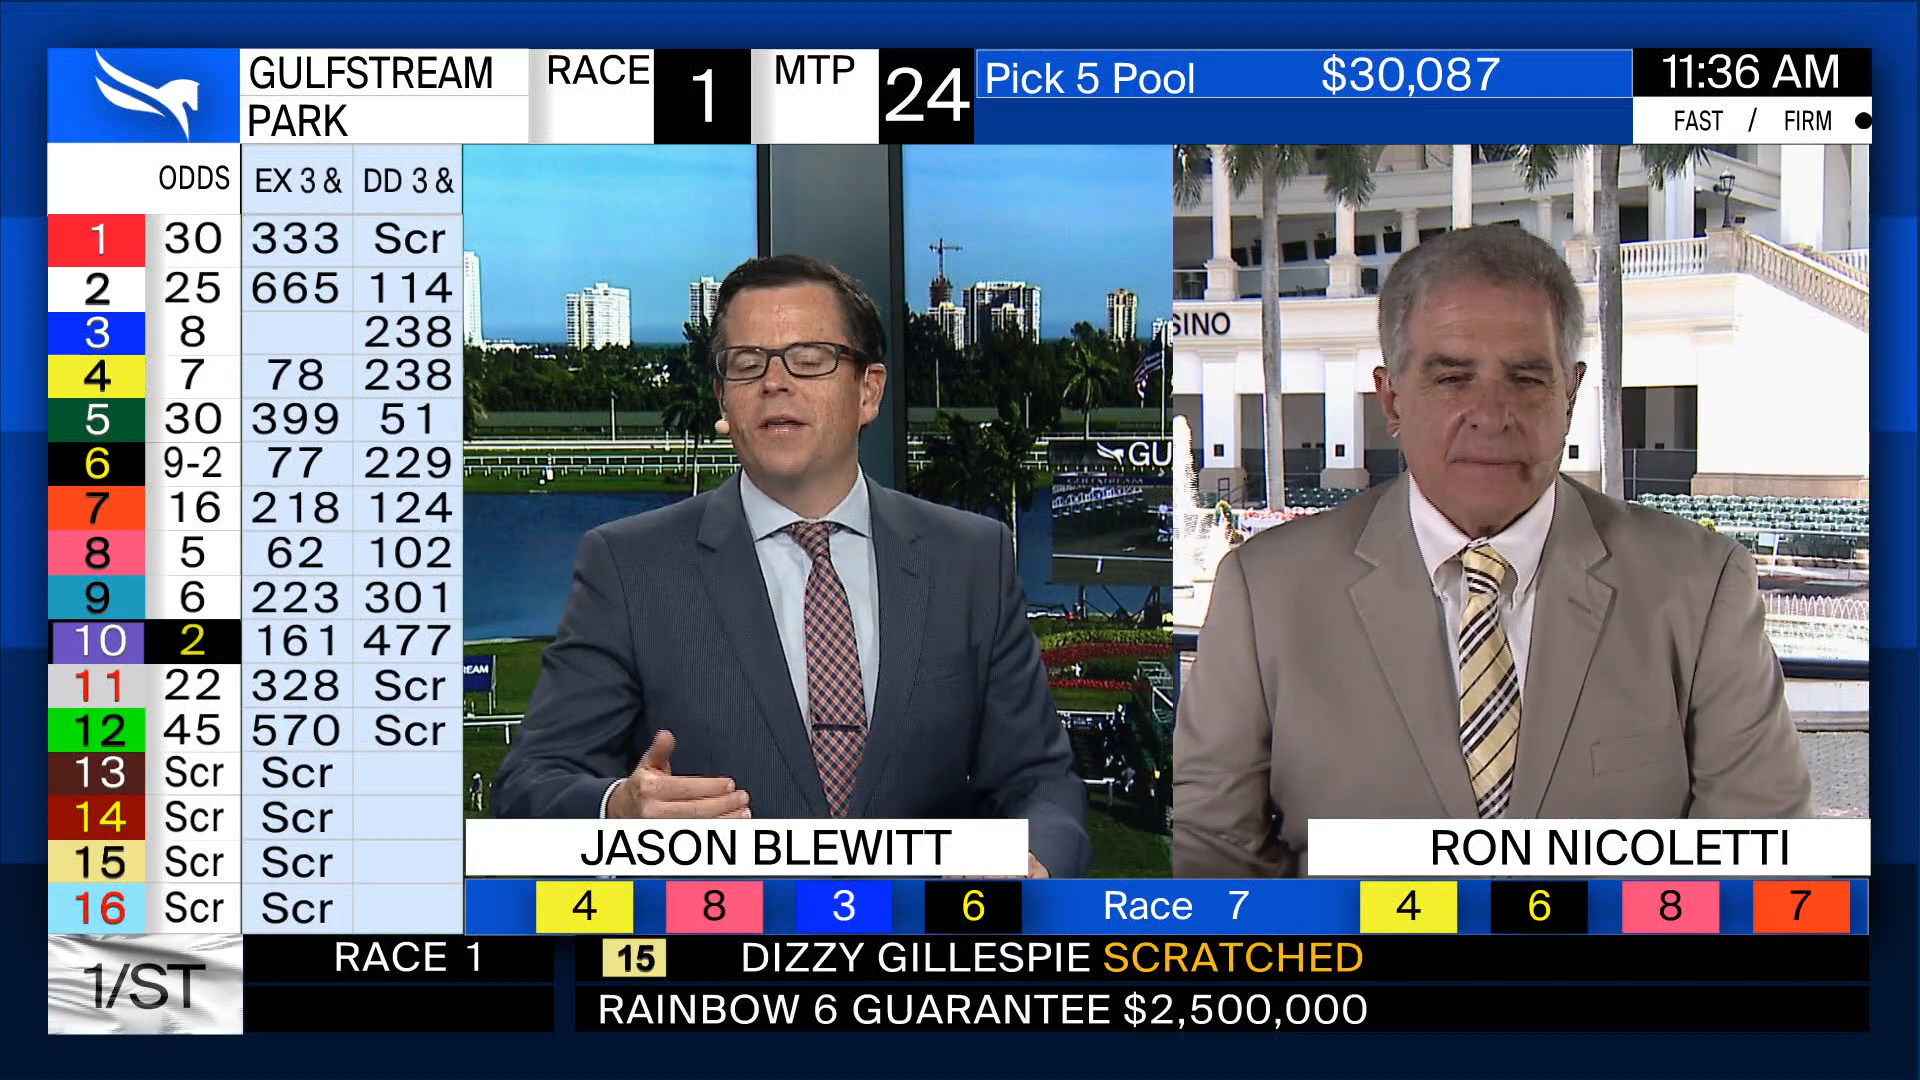 GULFSTREAM PARK
RACE 1
MTP 24
Pick 5 Pool $30,087
11:36 AM
FAST / FIRM
ODDS EX 3 & DD 3 &
1 30 333 Scr
2 25 665 114
3 8 238
4 7 78 238
5 30 399 51
6 9-2 77 229
7 16 218 124
8 5 62 102
9 6 223 301
10 2 161 477
11 22 328 Scr
12 45 570 Scr
13 Scr Scr
14 Scr Scr
15 Scr Scr
16 Scr Scr
SINO
GU
EAM
JASON BLEWITT
RON NICOLETTI
4 8 3 6 Race 7 4 6 8 7
1/ST
RACE 1
15 DIZZY GILLESPIE SCRATCHED
RAINBOW 6 GUARANTEE $2,500,000